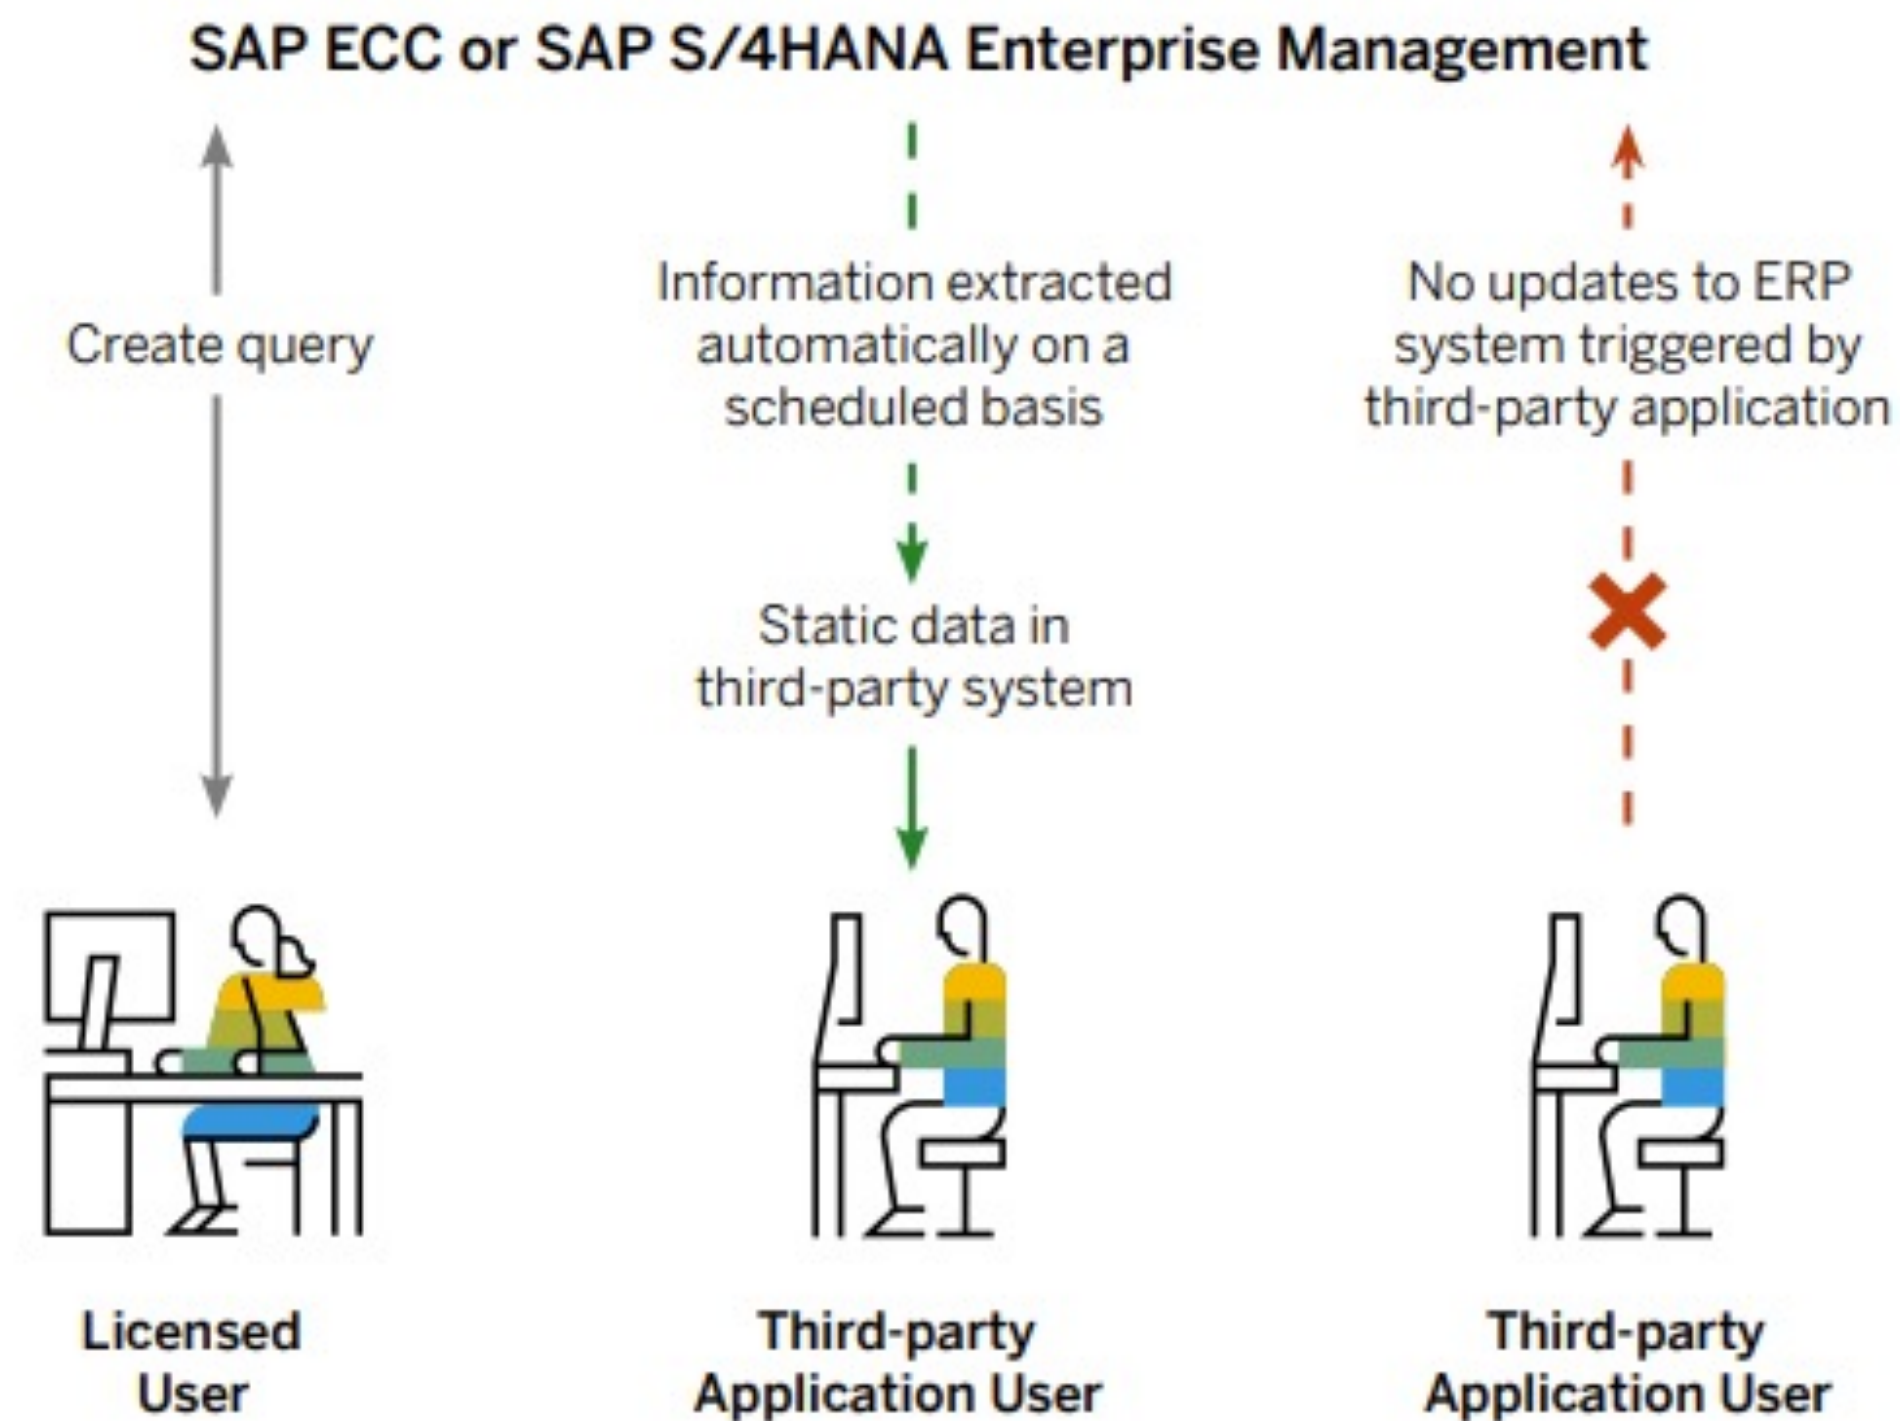 SAP ECC or SAP S/4HANA Enterprise Management
Create query
Information extracted
automatically on a
scheduled basis
Static data in
third-party system
No updates to ERP
system triggered by
third-party application
Licensed
User
Third-party
Application User
Third-party
Application User